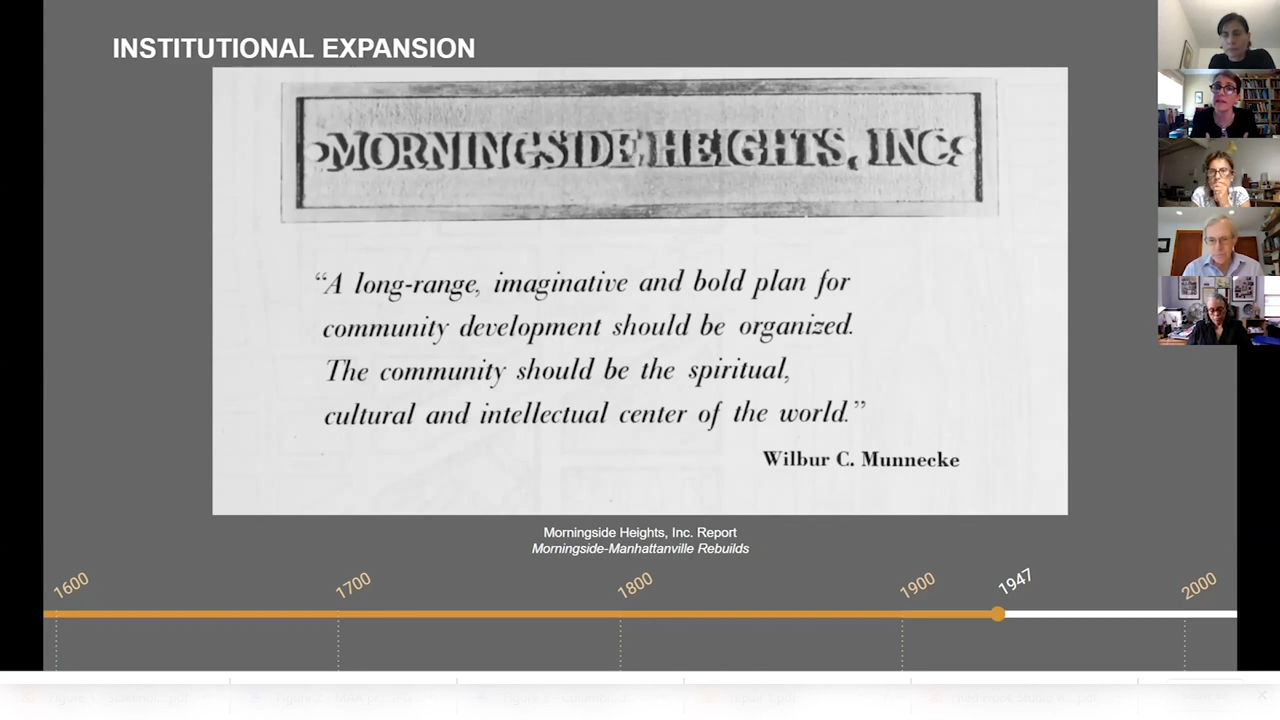 INSTITUTIONAL EXPANSION
MORNINGSIDE HEIGHTS, INC.
“A long-range, imaginative and bold plan for
community development should be organized.
The community should be the spiritual,
cultural and intellectual center of the world.”
Wilbur C. Munnecke
Morningside Heights, Inc. Report
Morningside-Manhattanville Rebuilds
1600
1700
1800
1900
1947
2000